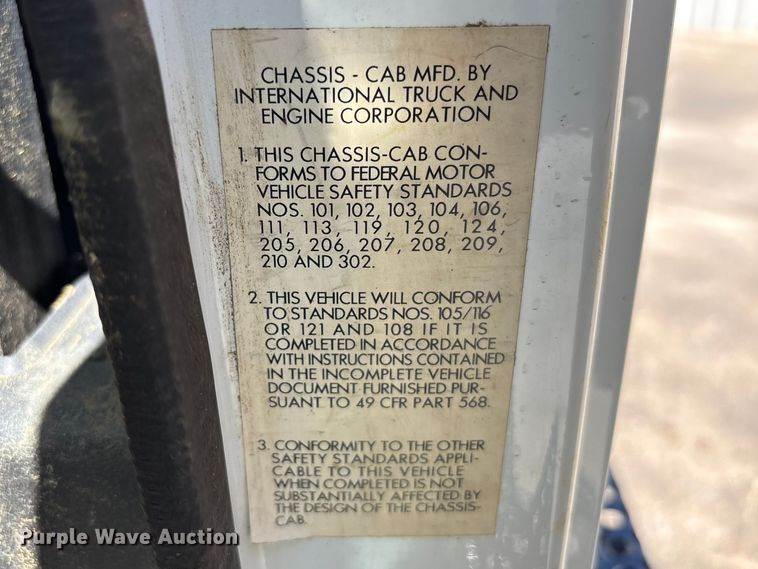 CHASSIS - CAB MFD. BY
INTERNATIONAL TRUCK AND
ENGINE CORPORATION
1. THIS CHASSIS-CAB CON-
FORMS TO FEDERAL MOTOR
VEHICLE SAFETY STANDARDS
NOS. 101, 102, 103, 104, 106,
111, 113, 119, 120, 124,
205, 206, 207, 208, 209,
210 AND 302.
2. THIS VEHICLE WILL CONFORM
TO STANDARDS NOS. 105/116
OR 121 AND 108 IF IT IS
COMPLETED IN ACCORDANCE
WITH INSTRUCTIONS CONTAINED
IN THE INCOMPLETE VEHICLE
DOCUMENT FURNISHED PUR-
SUANT TO 49 CFR PART 568.
3. CONFORMITY TO THE OTHER
SAFETY STANDARDS APPLI-
CABLE TO THIS VEHICLE
WHEN COMPLETED IS NOT
SUBSTANTIALLY AFFECTED BY
THE DESIGN OF THE CHASSIS-
CAB.
Purple Wave Auction